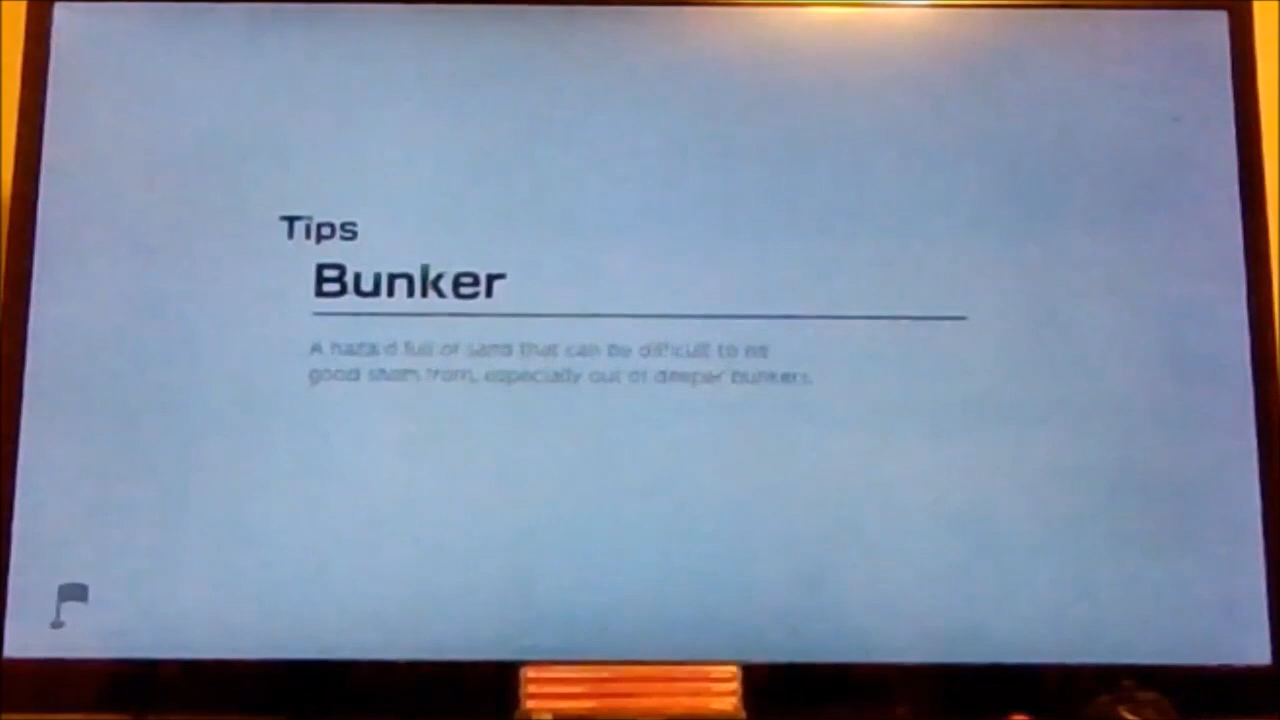 Tips
Bunker
A hazard full of sand that can be difficult to hit
good shots from, especially out of deeper bunkers.